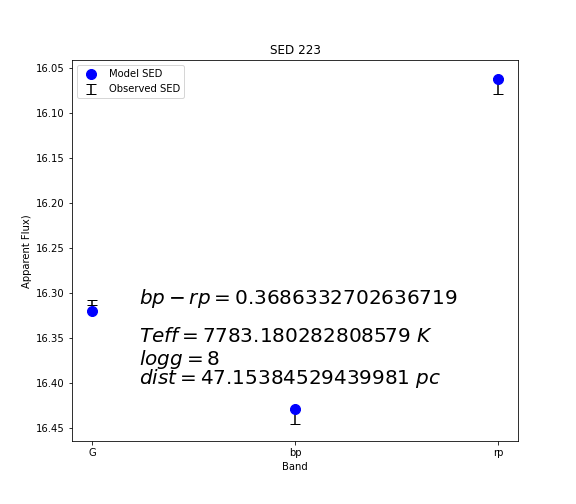 SED 223
16.05
Model SED
Observed SED
16.10
16.15
16.20
16.25
16.30
16.35
16.40
16.45
Apparent Flux)
bp − rp = 0.3686332702636719
Teff = 7783.180282808579 K
logg = 8
dist = 47.15384529439981 pc
G bp rp
Band